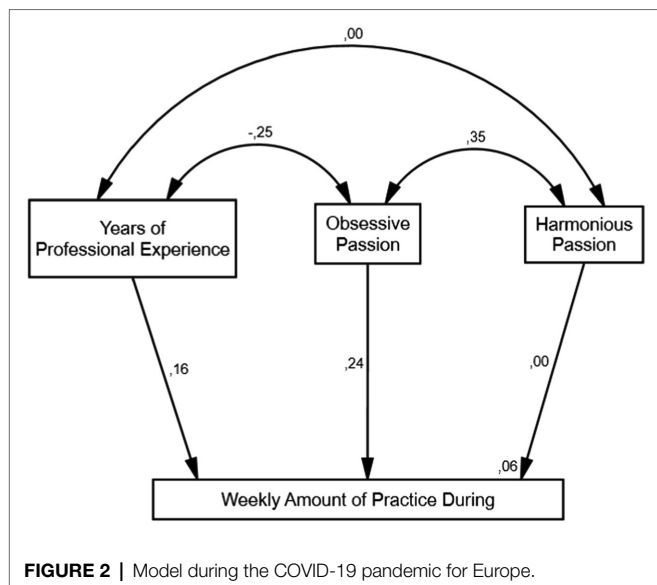 ,00
-,25
,35
Years of
Professional Experience
Obsessive
Passion
Harmonious
Passion
,16
,24
,00
,06
Weekly Amount of Practice During
FIGURE 2 | Model during the COVID-19 pandemic for Europe.